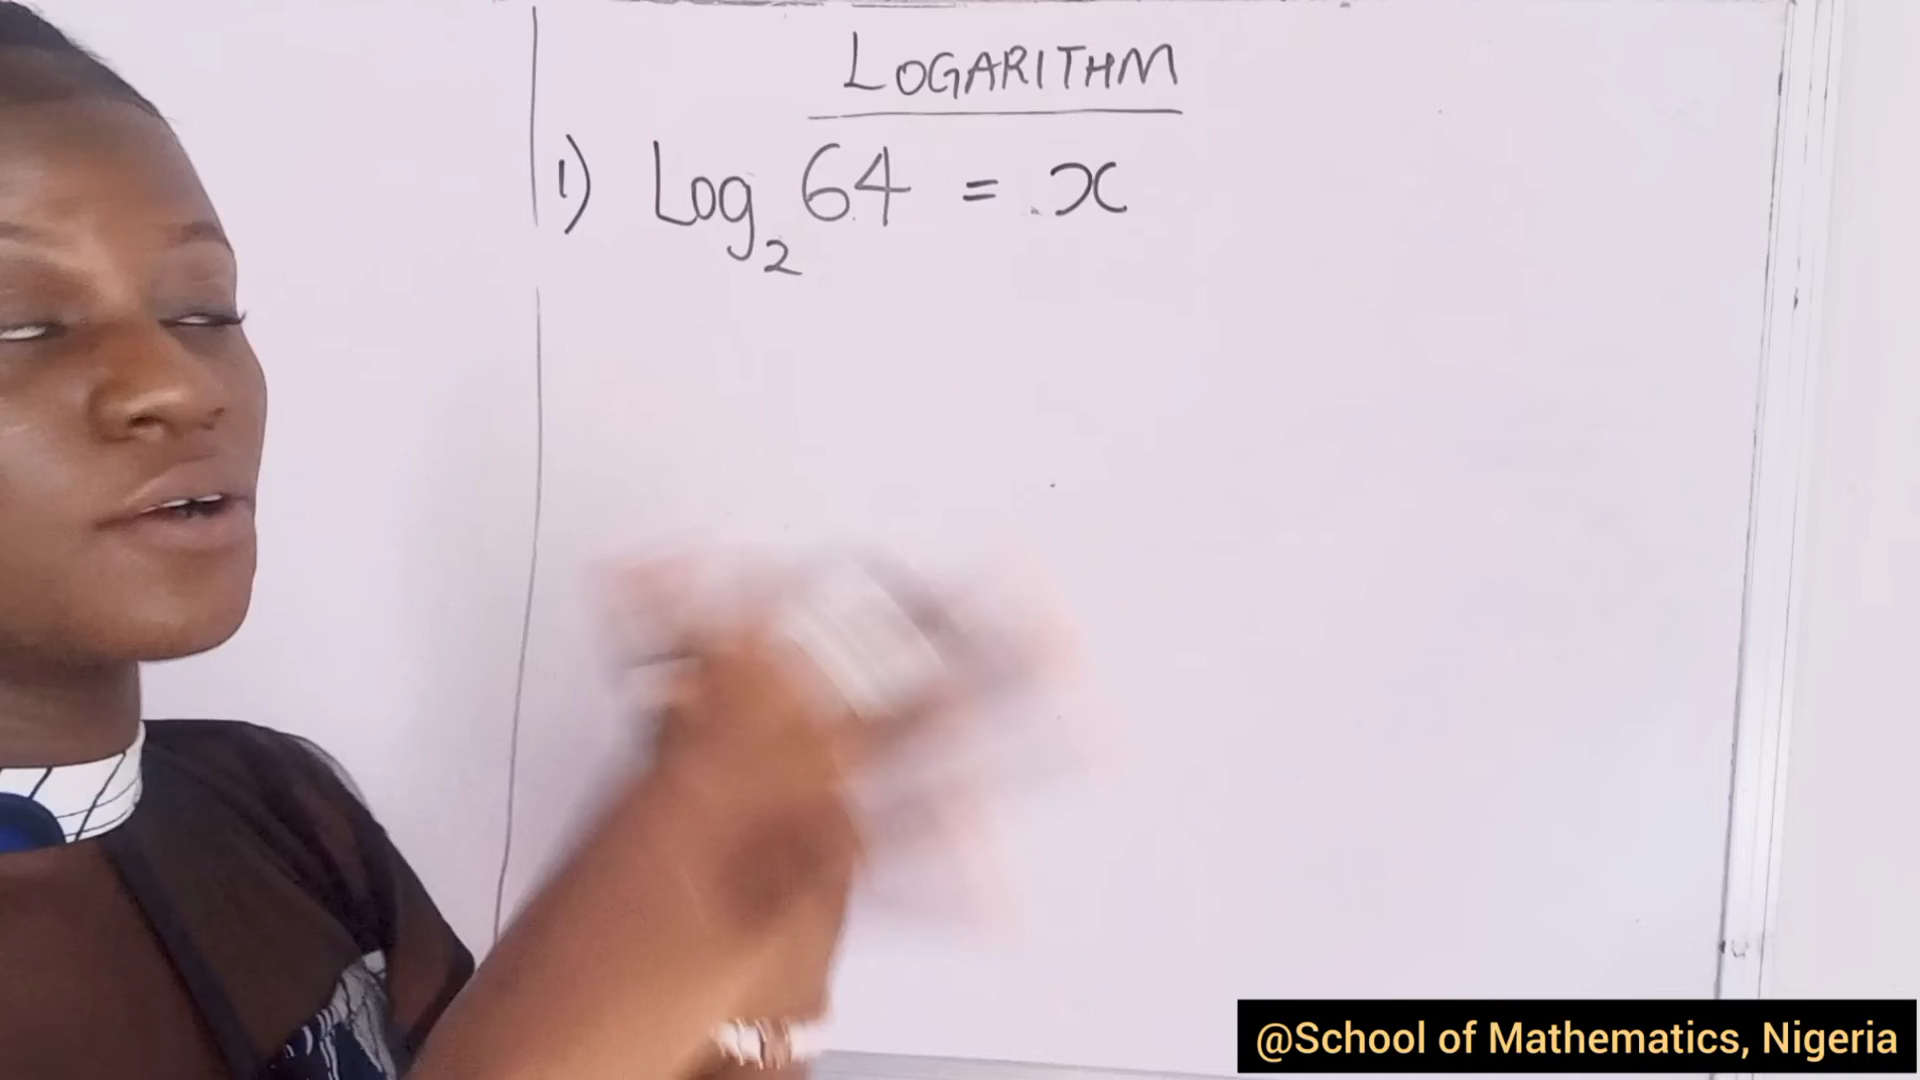 LOGARITHM
1) Log₂ 64 = x
@School of Mathematics, Nigeria